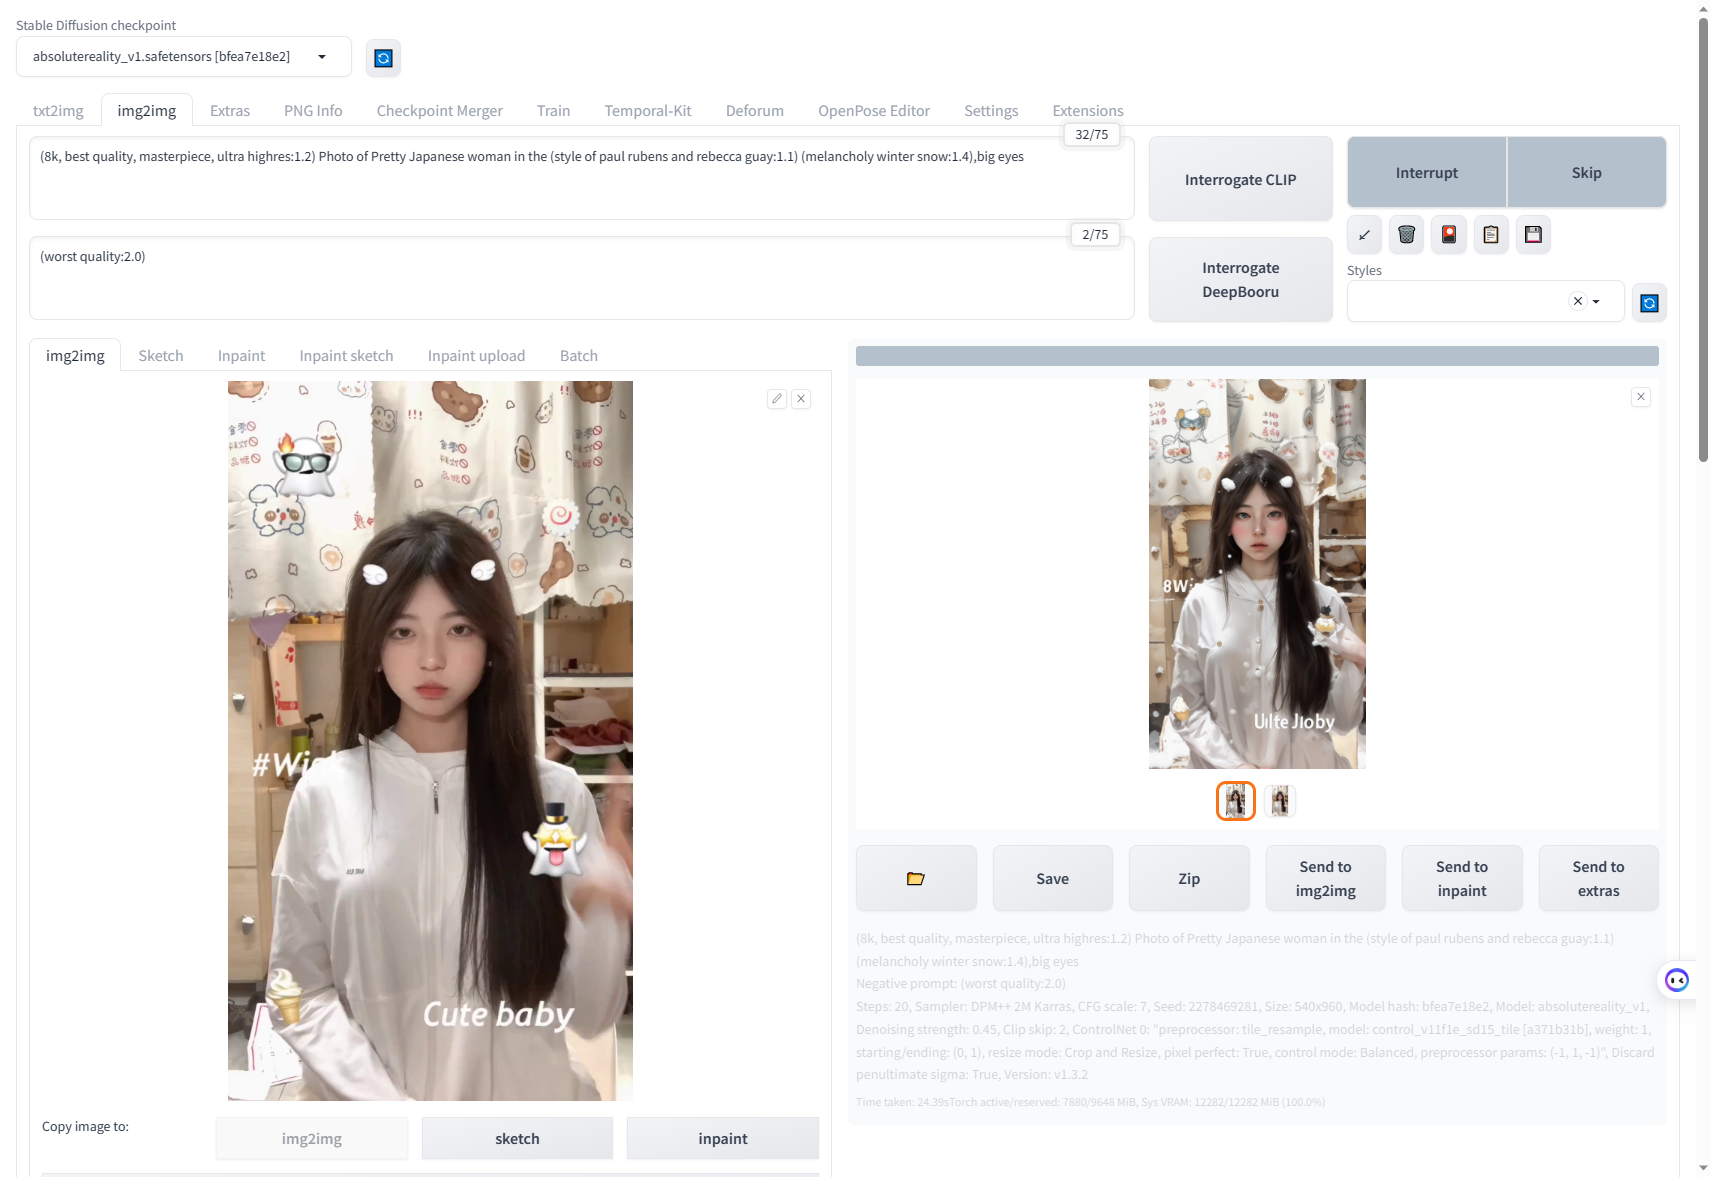 Stable Diffusion checkpoint
absolutereality_v1.safetensors [bfea7e18e2]
txt2img img2img Extras PNG Info Checkpoint Merger Train Temporal-Kit Deforum OpenPose Editor Settings Extensions
32/75
(8k, best quality, masterpiece, ultra highres:1.2) Photo of Pretty Japanese woman in the (style of paul rubens and rebecca guay:1.1) (melancholy winter snow:1.4),big eyes
Interrogate CLIP
Interrupt
Skip
2/75
(worst quality:2.0)
Interrogate
DeepBooru
Styles
img2img Sketch Inpaint Inpaint sketch Inpaint upload Batch
#Wish
Cute baby
8Wi
Uilte Jloby
Save
Zip
Send to
img2img
Send to
inpaint
Send to
extras
(8k, best quality, masterpiece, ultra highres:1.2) Photo of Pretty Japanese woman in the (style of paul rubens and rebecca guay:1.1)
(melancholy winter snow:1.4),big eyes
Negative prompt: (worst quality:2.0)
Steps: 20, Sampler: DPM++ 2M Karras, CFG scale: 7, Seed: 2278469281, Size: 540x960, Model hash: bfea7e18e2, Model: absolutereality_v1,
Denoising strength: 0.45, Clip skip: 2, ControlNet 0: "preprocessor: tile_resample, model: control_v11f1e_sd15_tile [a371b31b], weight: 1,
starting/ending: (0, 1), resize mode: Crop and Resize, pixel perfect: True, control mode: Balanced, preprocessor params: (-1, 1, -1)", Discard
penultimate sigma: True, Version: v1.3.2
Time taken: 24.39sTorch active/reserved: 7880/9648 MiB, Sys VRAM: 12282/12282 MiB (100.0%)
Copy image to:
img2img
sketch
inpaint